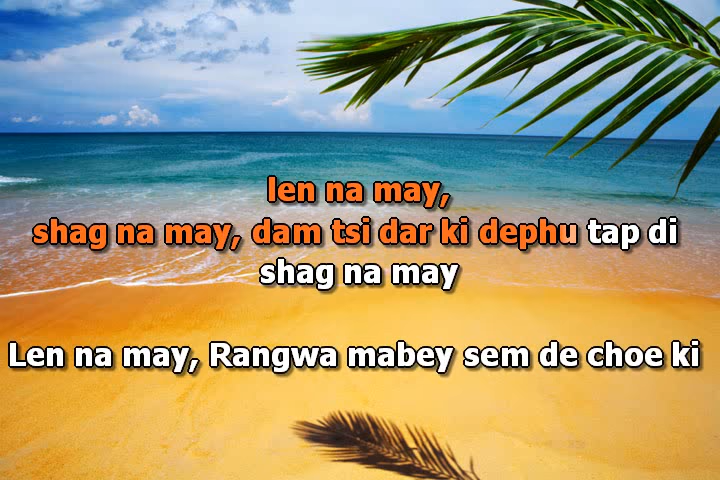 len na may,
shag na may, dam tsi dar ki dephu tap di
shag na may
Len na may, Rangwa mabey sem de choe ki